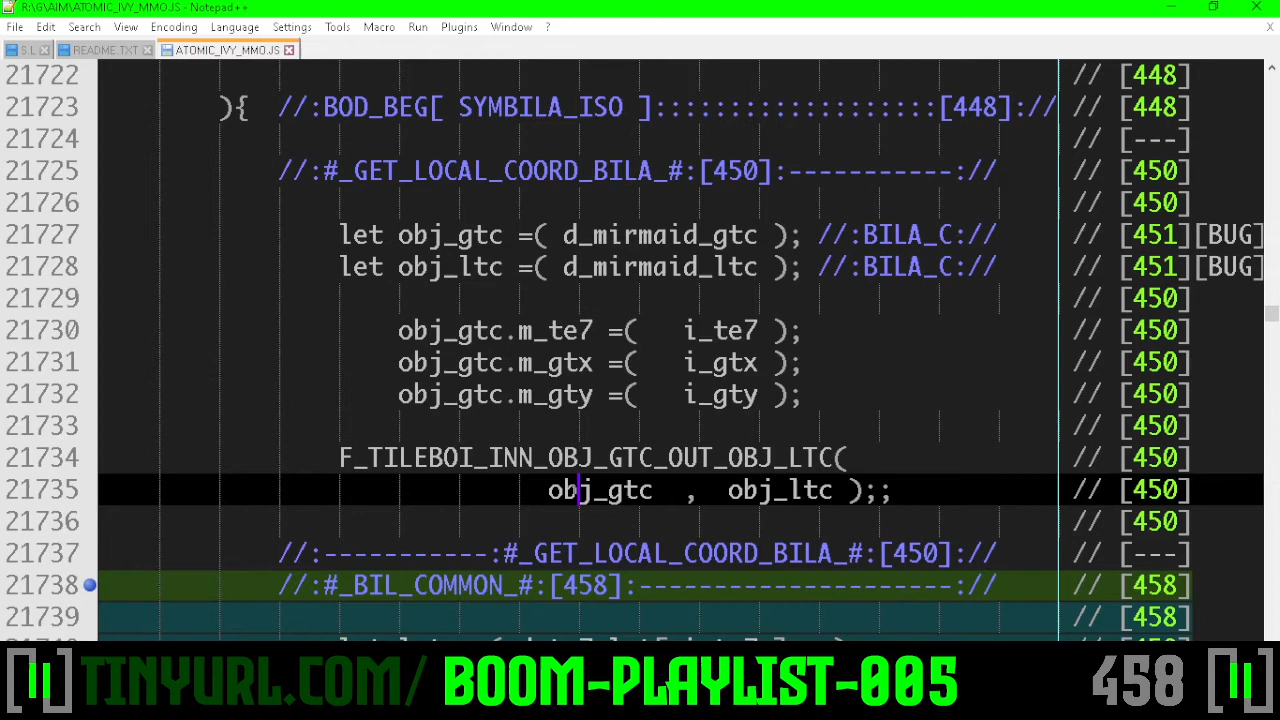 R:\G\AIM\ATOMIC_IVY_MMO.JS - Notepad++
File Edit Search View Encoding Language Settings Tools Macro Run Plugins Window ? X
S.L README.TXT ATOMIC_IVY_MMO.JS
21722 // [448]
21723 ){ //:BOD_BEG[ SYMBILA_ISO ]:::::::::::::::::::[448]:// // [448]
21724 // [---]
21725 //:#_GET_LOCAL_COORD_BILA_#:[450]:-----------:// // [450]
21726 // [450]
21727 let obj_gtc =( d_mirmaid_gtc ); //:BILA_C:// // [451][BUG]
21728 let obj_ltc =( d_mirmaid_ltc ); //:BILA_C:// // [451][BUG]
21729 // [450]
21730 obj_gtc.m_te7 =( i_te7 ); // [450]
21731 obj_gtc.m_gtx =( i_gtx ); // [450]
21732 obj_gtc.m_gty =( i_gty ); // [450]
21733 // [450]
21734 F_TILEBOI_INN_OBJ_GTC_OUT_OBJ_LTC( // [450]
21735 obj_gtc , obj_ltc );; // [450]
21736 // [450]
21737 //:-----------:#_GET_LOCAL_COORD_BILA_#:[450]:// // [---]
21738 //:#_BIL_COMMON_#:[458]:---------------------:// // [458]
21739 // [458]
TINYURL.COM/ BOOM-PLAYLIST-005 458